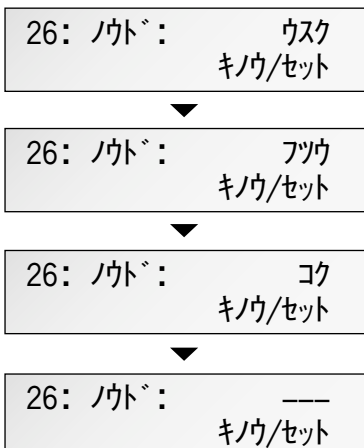 26: ﾉｳﾄﾞ: ｳｽｸ
ｷﾉｳ/ｾｯﾄ
26: ﾉｳﾄﾞ: ﾌﾂｳ
ｷﾉｳ/ｾｯﾄ
26: ﾉｳﾄﾞ: ｺｸ
ｷﾉｳ/ｾｯﾄ
26: ﾉｳﾄﾞ: ---
ｷﾉｳ/ｾｯﾄ